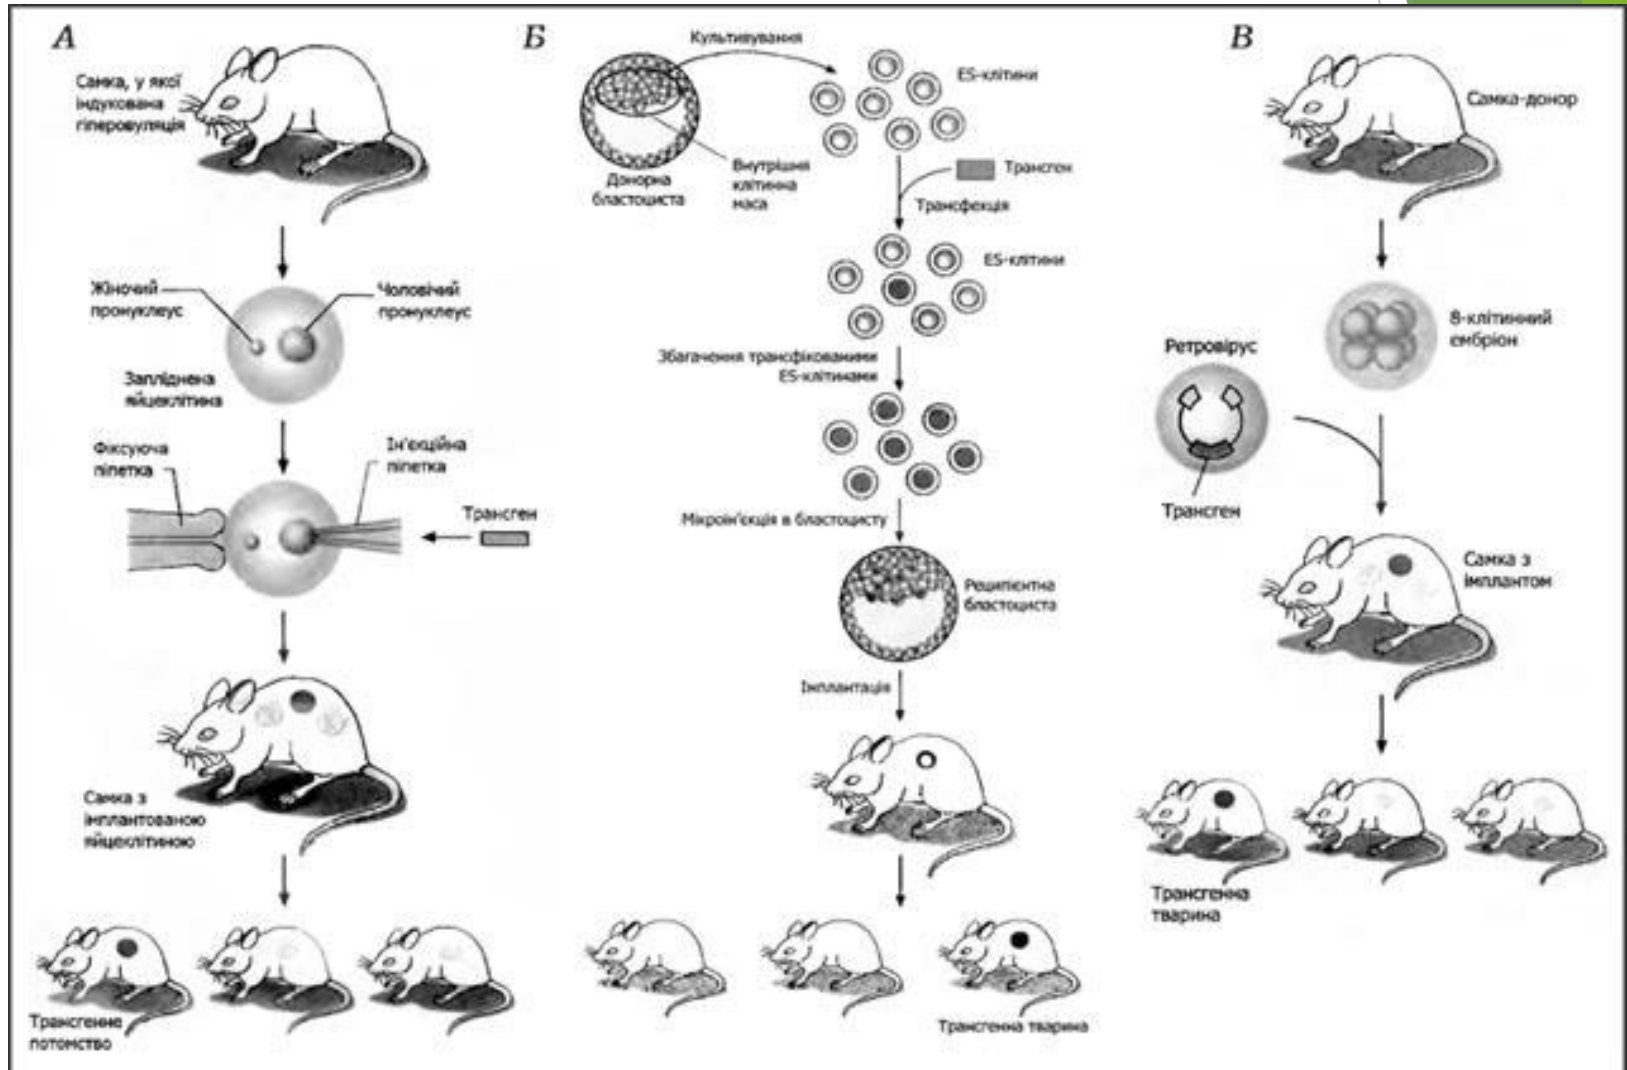 А
Самка, у якої
індукована
гіперовуляція
Жіночий
пронуклеус
Чоловічий
пронуклеус
Запліднена
яйцеклітина
Фіксуюча
піпетка
Ін'єкційна
піпетка
Трансген
Самка з
імплантованою
яйцеклітиною
Трансгенне
потомство
Б
Культивування
ES-клітини
Донорна
бластоциста
Внутрішня
клітинна
маса
Трансген
Трансфекція
ES-клітини
Збагачення трансфікованими
ES-клітинами
Мікроін'єкція в бластоцисту
Реципієнтна
бластоциста
Імплантація
Трансгенна тварина
В
Самка-донор
8-клітинний
ембріон
Ретровірус
Трансген
Самка з
імплантом
Трансгенна
тварина